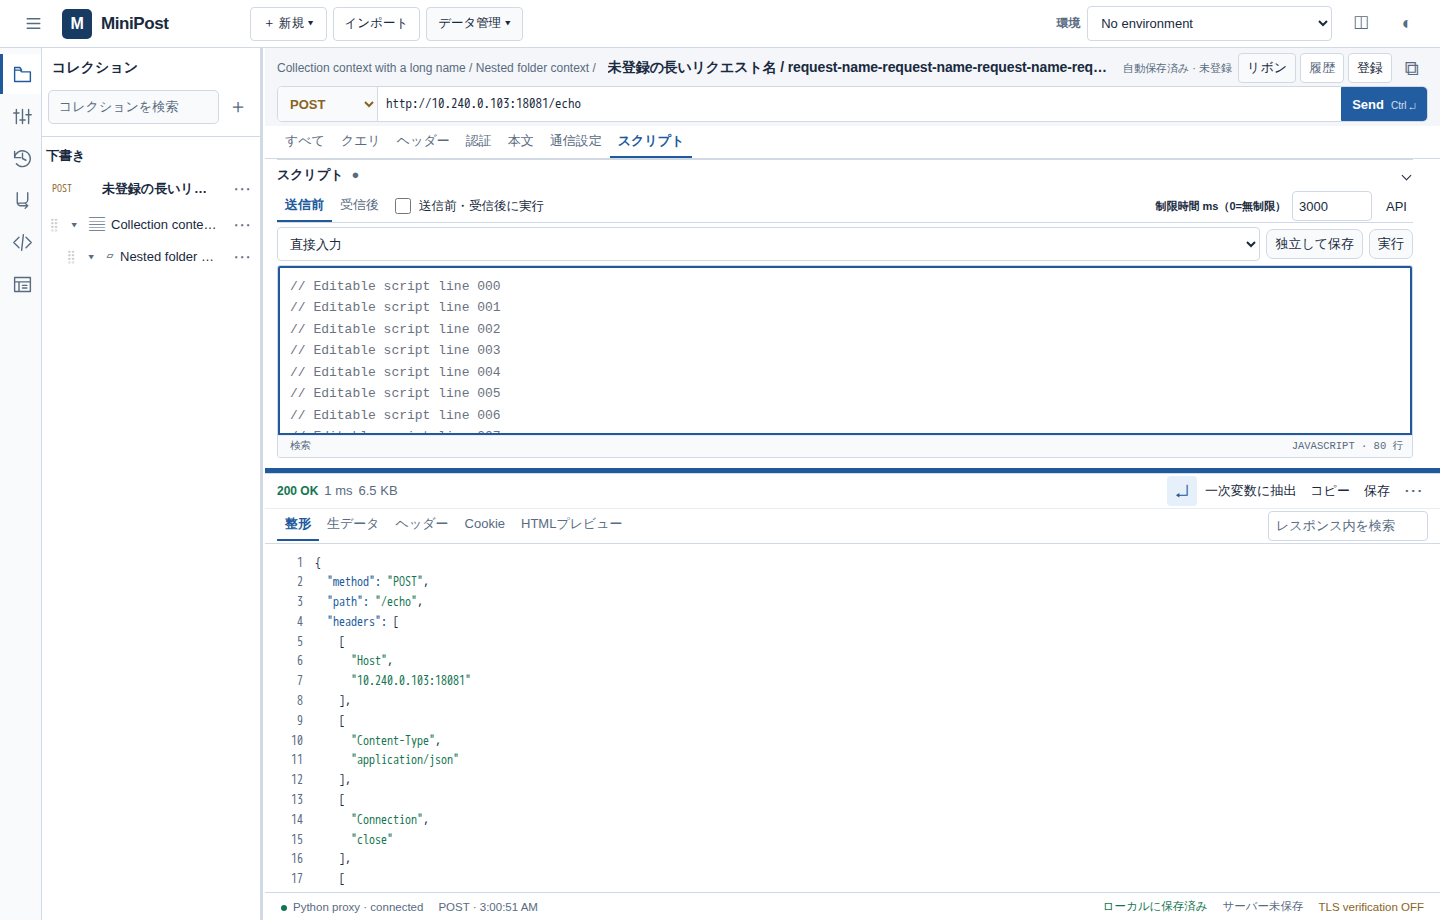 M MiniPost ＋ 新規 ▾ インポート データ管理 ▾ 環境 No environment
コレクション
コレクションを検索 ＋
下書き
POST 未登録の長いリ… ⋯
▾ Collection conte… ⋯
▾ Nested folder … ⋯
Collection context with a long name / Nested folder context / 未登録の長いリクエスト名 / request-name-request-name-request-name-req… 自動保存済み · 未登録 リボン 履歴 登録
POST http://10.240.0.103:18081/echo Send Ctrl ⏎
すべて クエリ ヘッダー 認証 本文 通信設定 スクリプト
スクリプト ●
送信前 受信後 送信前・受信後に実行 制限時間 ms（0=無制限） 3000 API
直接入力 独立して保存 実行
// Editable script line 000
// Editable script line 001
// Editable script line 002
// Editable script line 003
// Editable script line 004
// Editable script line 005
// Editable script line 006
// Editable script line 007
検索 JAVASCRIPT · 80 行
200 OK 1 ms 6.5 KB 一次変数に抽出 コピー 保存 ⋯
整形 生データ ヘッダー Cookie HTMLプレビュー レスポンス内を検索
1 {
2 "method": "POST",
3 "path": "/echo",
4 "headers": [
5 [
6 "Host",
7 "10.240.0.103:18081"
8 ],
9 [
10 "Content-Type",
11 "application/json"
12 ],
13 [
14 "Connection",
15 "close"
16 ],
17 [
● Python proxy · connected POST · 3:00:51 AM ローカルに保存済み サーバー未保存 TLS verification OFF